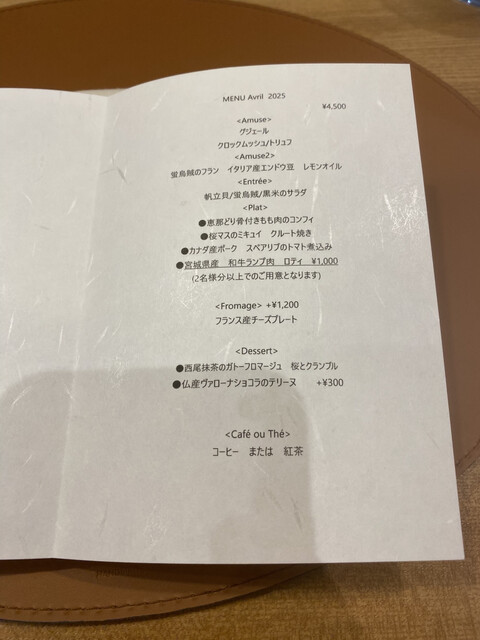 MENU Avril 2025
¥4,500
<Amuse>
グジェール
クロックムッシュ/トリュフ
<Amuse2>
蛍烏賊のフラン　イタリア産エンドウ豆　レモンオイル
<Entrée>
帆立貝/蛍烏賊/黒米のサラダ
<Plat>
●恵那どり骨付きもも肉のコンフィ
●桜マスのミキュイ　クルート焼き
●カナダ産ポーク　スペアリブのトマト煮込み
●宮城県産　和牛ランプ肉　ロティ　¥1,000
(2名様分以上でのご用意となります)
<Fromage> +¥1,200
フランス産チーズプレート
<Dessert>
●西尾抹茶のガトーフロマージュ　桜とクランブル
●仏産ヴァローナショコラのテリーヌ　+¥300
<Café ou Thé>
コーヒー　または　紅茶